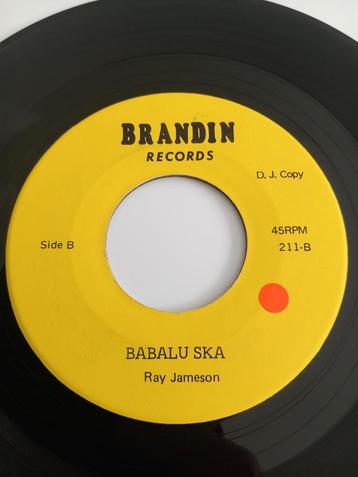 BRANDIN
RECORDS
D. J. Copy
Side B
45RPM
211-B
BABALU SKA
Ray Jameson